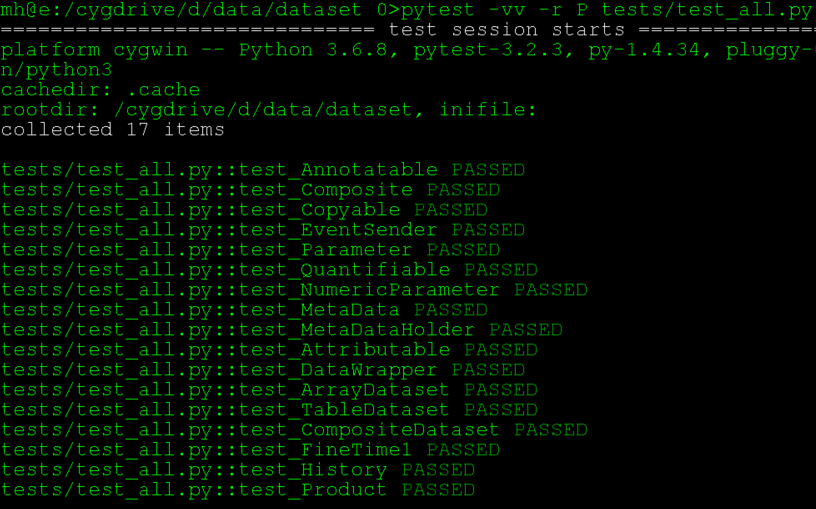 mh@e:/cygdrive/d/data/dataset 0>pytest -vv -r P tests/test_all.py
============================== test session starts ===============
platform cygwin -- Python 3.6.8, pytest-3.2.3, py-1.4.34, pluggy-
n/python3
cachedir: .cache
rootdir: /cygdrive/d/data/dataset, inifile:
collected 17 items
tests/test_all.py::test_Annotatable PASSED
tests/test_all.py::test_Composite PASSED
tests/test_all.py::test_Copyable PASSED
tests/test_all.py::test_EventSender PASSED
tests/test_all.py::test_Parameter PASSED
tests/test_all.py::test_Quantifiable PASSED
tests/test_all.py::test_NumericParameter PASSED
tests/test_all.py::test_MetaData PASSED
tests/test_all.py::test_MetaDataHolder PASSED
tests/test_all.py::test_Attributable PASSED
tests/test_all.py::test_DataWrapper PASSED
tests/test_all.py::test_ArrayDataset PASSED
tests/test_all.py::test_TableDataset PASSED
tests/test_all.py::test_CompositeDataset PASSED
tests/test_all.py::test_FineTime1 PASSED
tests/test_all.py::test_History PASSED
tests/test_all.py::test_Product PASSED